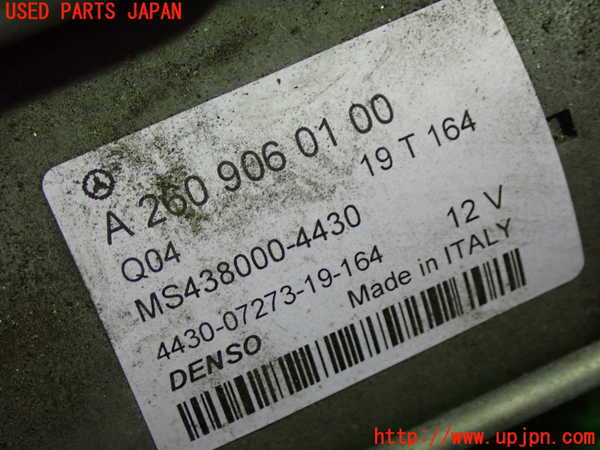 USED PARTS JAPAN
A 260 906 01 00
Q04 19 T 164
MS438000-4430 12 V
4430-07273-19-164 Made in ITALY
DENSO
http://www.upjpn.com/